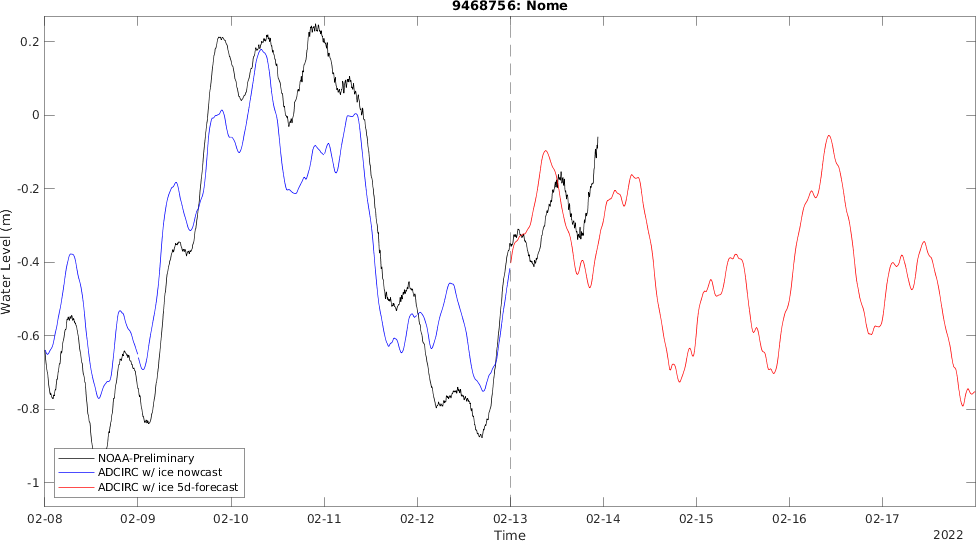 9468756: Nome
0.2
0
-0.2
-0.4
-0.6
-0.8
-1
Water Level (m)
NOAA-Preliminary
ADCIRC w/ ice nowcast
ADCIRC w/ ice 5d-forecast
02-08 02-09 02-10 02-11 02-12 02-13 02-14 02-15 02-16 02-17
Time
2022